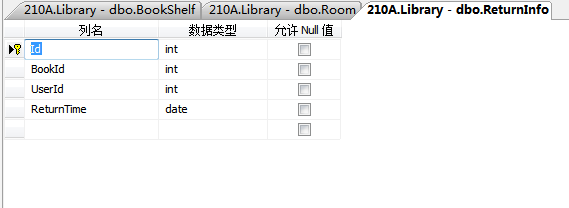 210A.Library - dbo.BookShelf 210A.Library - dbo.Room 210A.Library - dbo.ReturnInfo
列名 数据类型 允许 Null 值
Id int
BookId int
UserId int
ReturnTime date